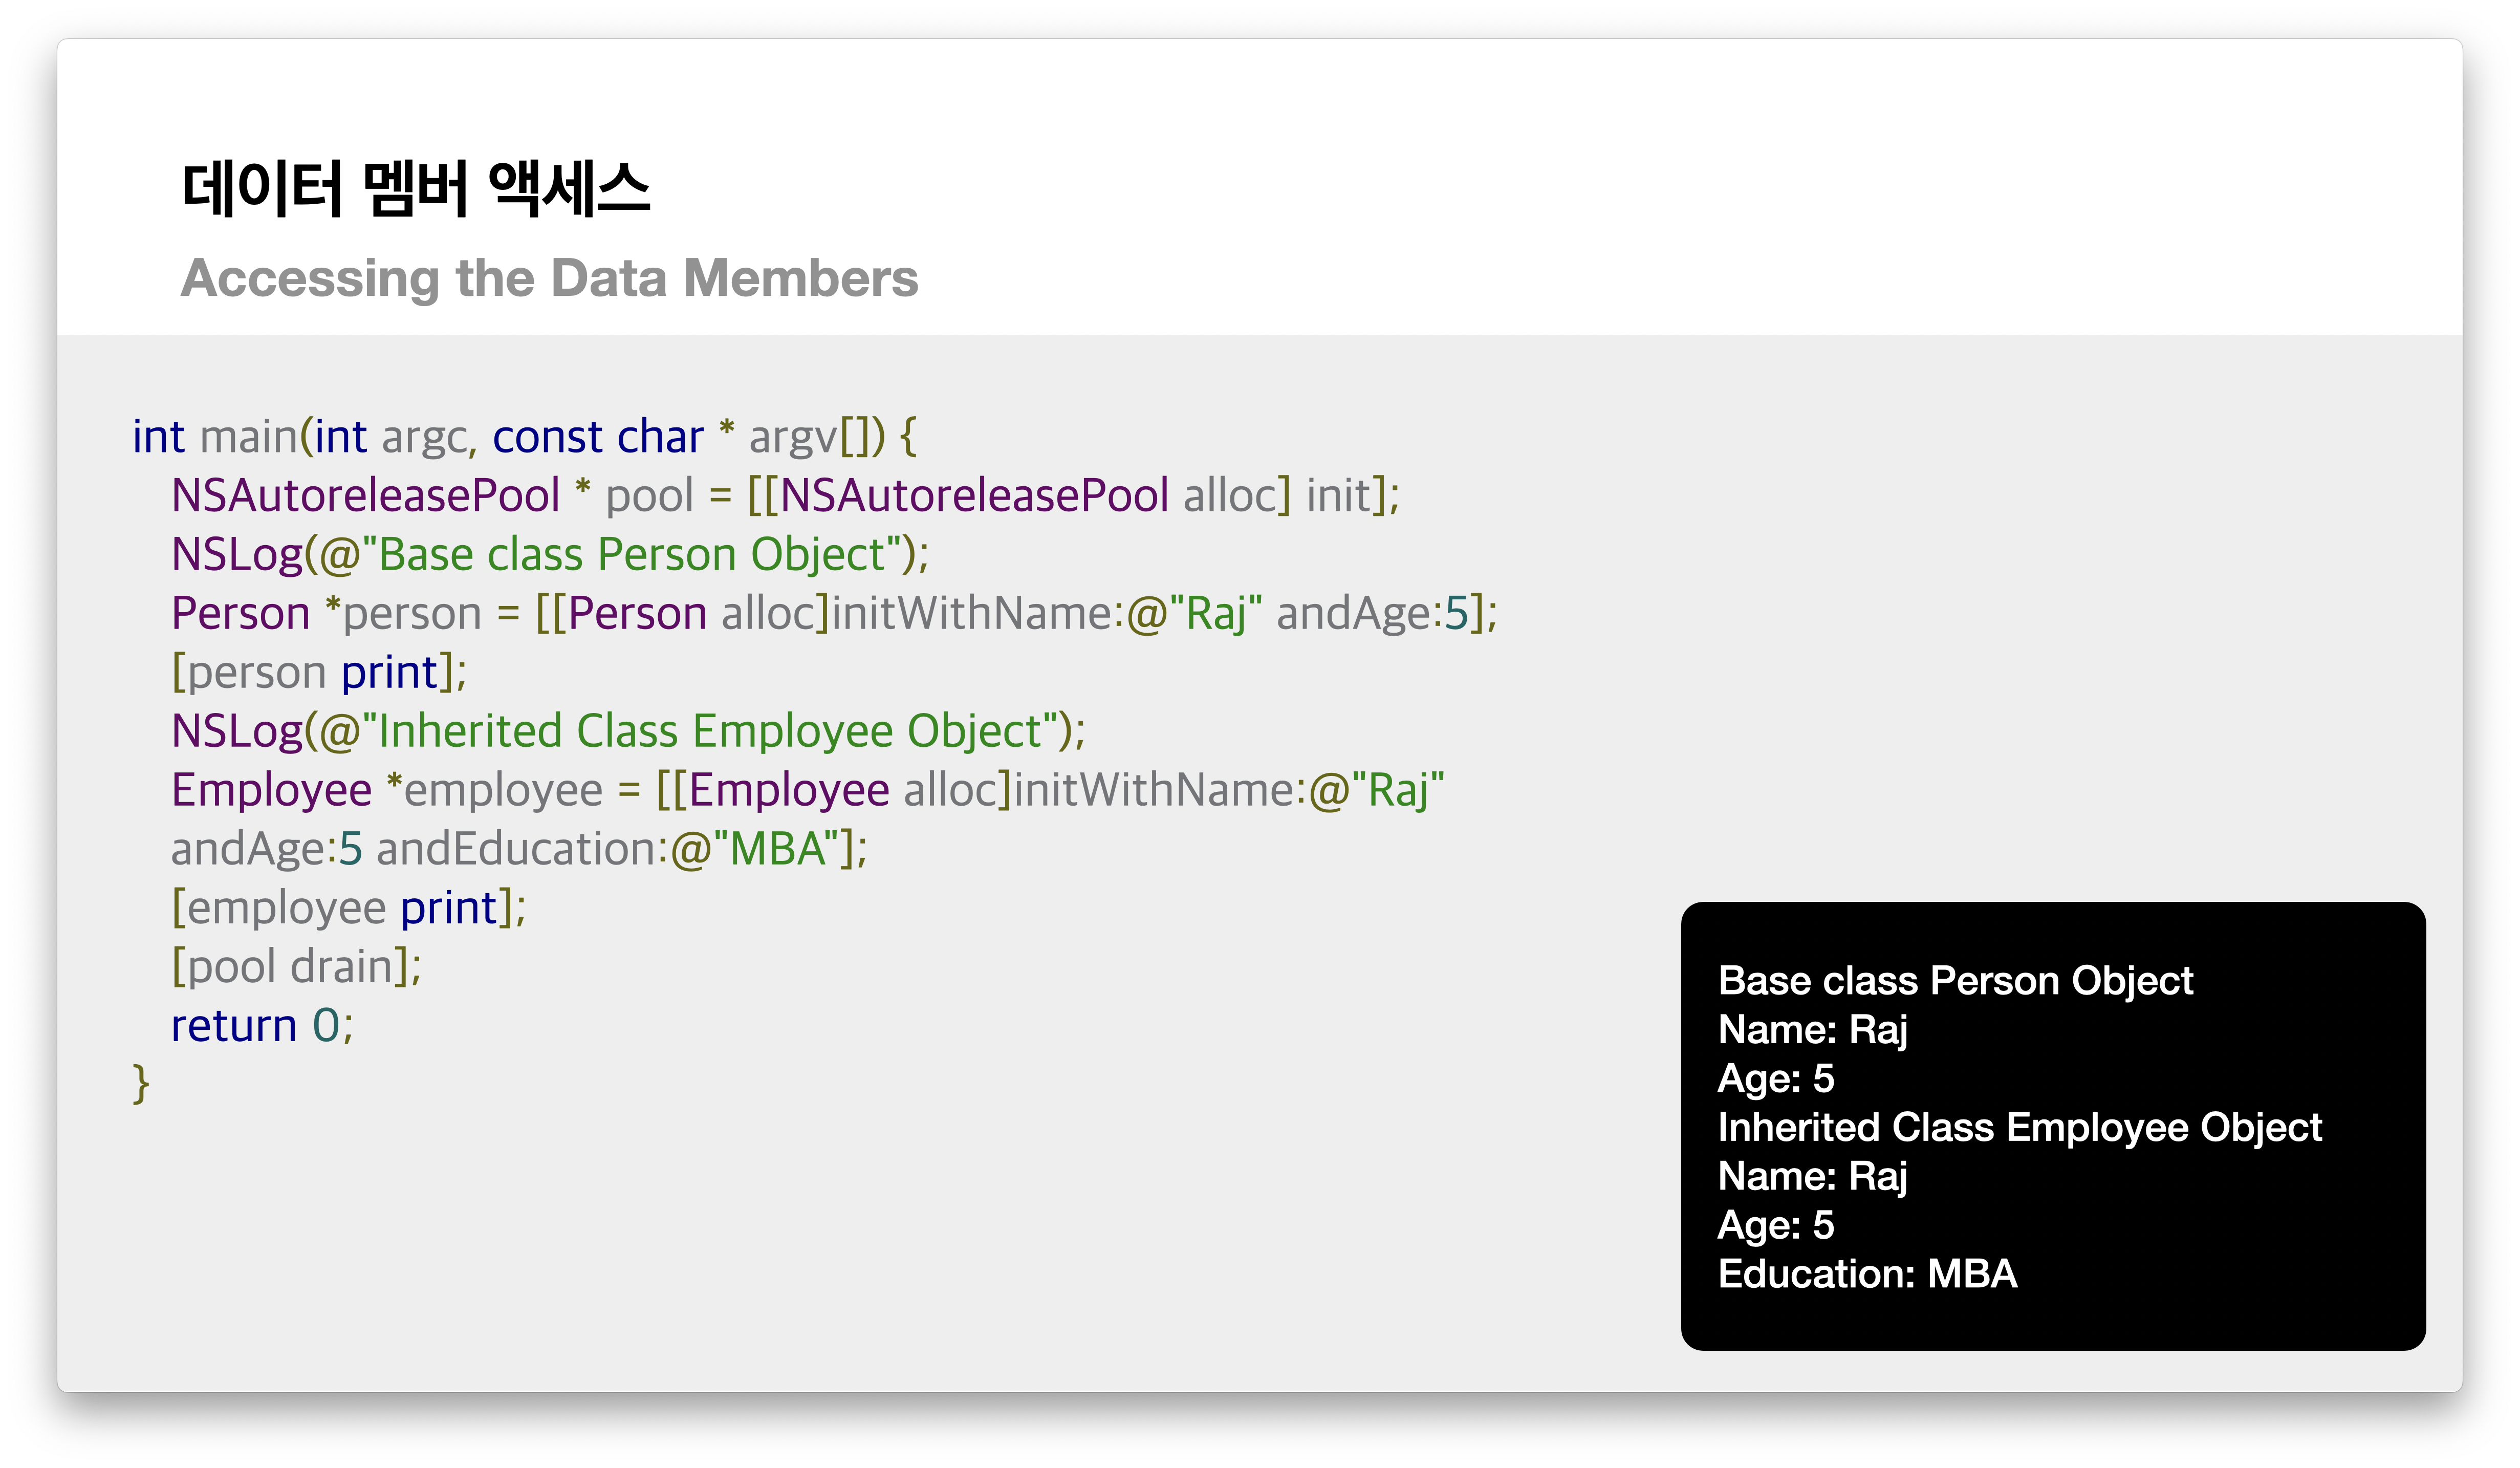 데이터 멤버 액세스
Accessing the Data Members
int main(int argc, const char * argv[]) {
NSAutoreleasePool * pool = [[NSAutoreleasePool alloc] init];
NSLog(@"Base class Person Object");
Person *person = [[Person alloc]initWithName:@"Raj" andAge:5];
[person print];
NSLog(@"Inherited Class Employee Object");
Employee *employee = [[Employee alloc]initWithName:@"Raj"
andAge:5 andEducation:@"MBA"];
[employee print];
[pool drain];
return 0;
}
Base class Person Object
Name: Raj
Age: 5
Inherited Class Employee Object
Name: Raj
Age: 5
Education: MBA